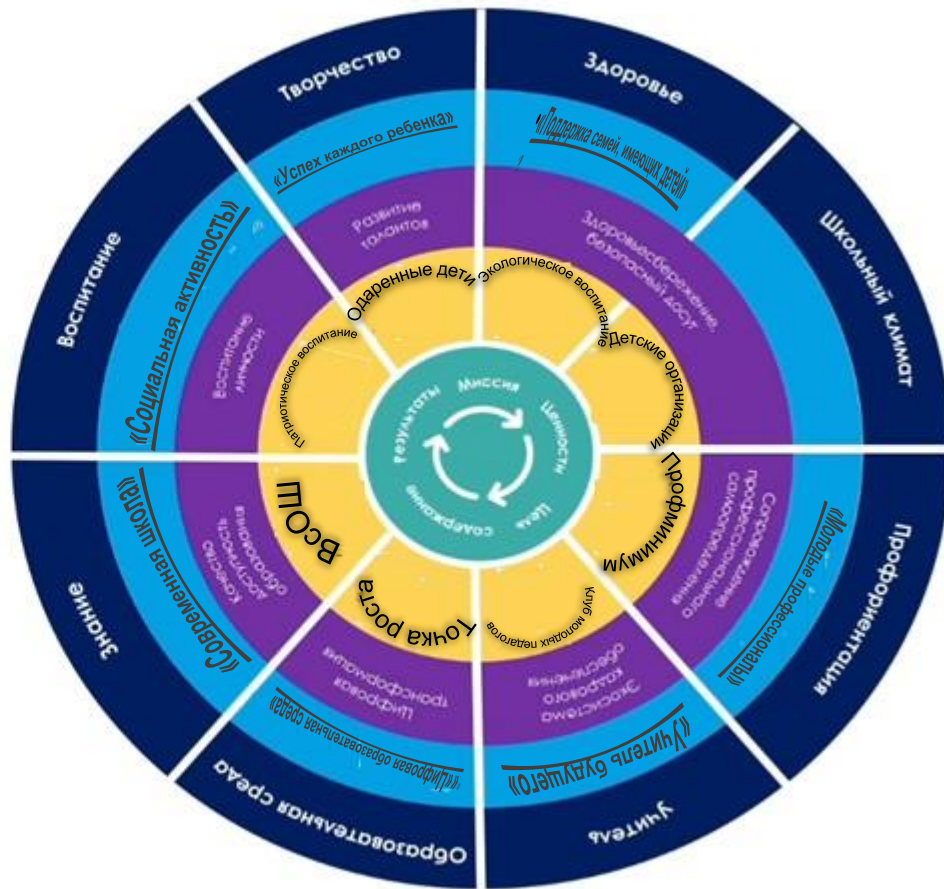 Творчество
Здоровье
Школьный климат
Профориентация
учитель
Образовательная среда
Знание
Воспитание
«Успех каждого ребенка»
«Поддержка семей, имеющих детей»
«Молодые профессионалы»
«Учитель будущего»
«Цифровая образовательная среда»
«Современная школа»
«Социальная активность»
Развитие
талантов
Здоровьесбережение,
безопасный досуг
Сопровождение
профессионального
самоопределения
Экосистема
кадрового
обеспечения
Цифровая
трансформация
Качество
доступность
образования
Воспитание
личности
Одаренные дети
Экологическое воспитание
Детские организации
Профминимум
Клуб молодых педагогов
Точка роста
ВсОШ
Патриотическое воспитание
Миссия
Ценности
Цель
содержание
Результаты